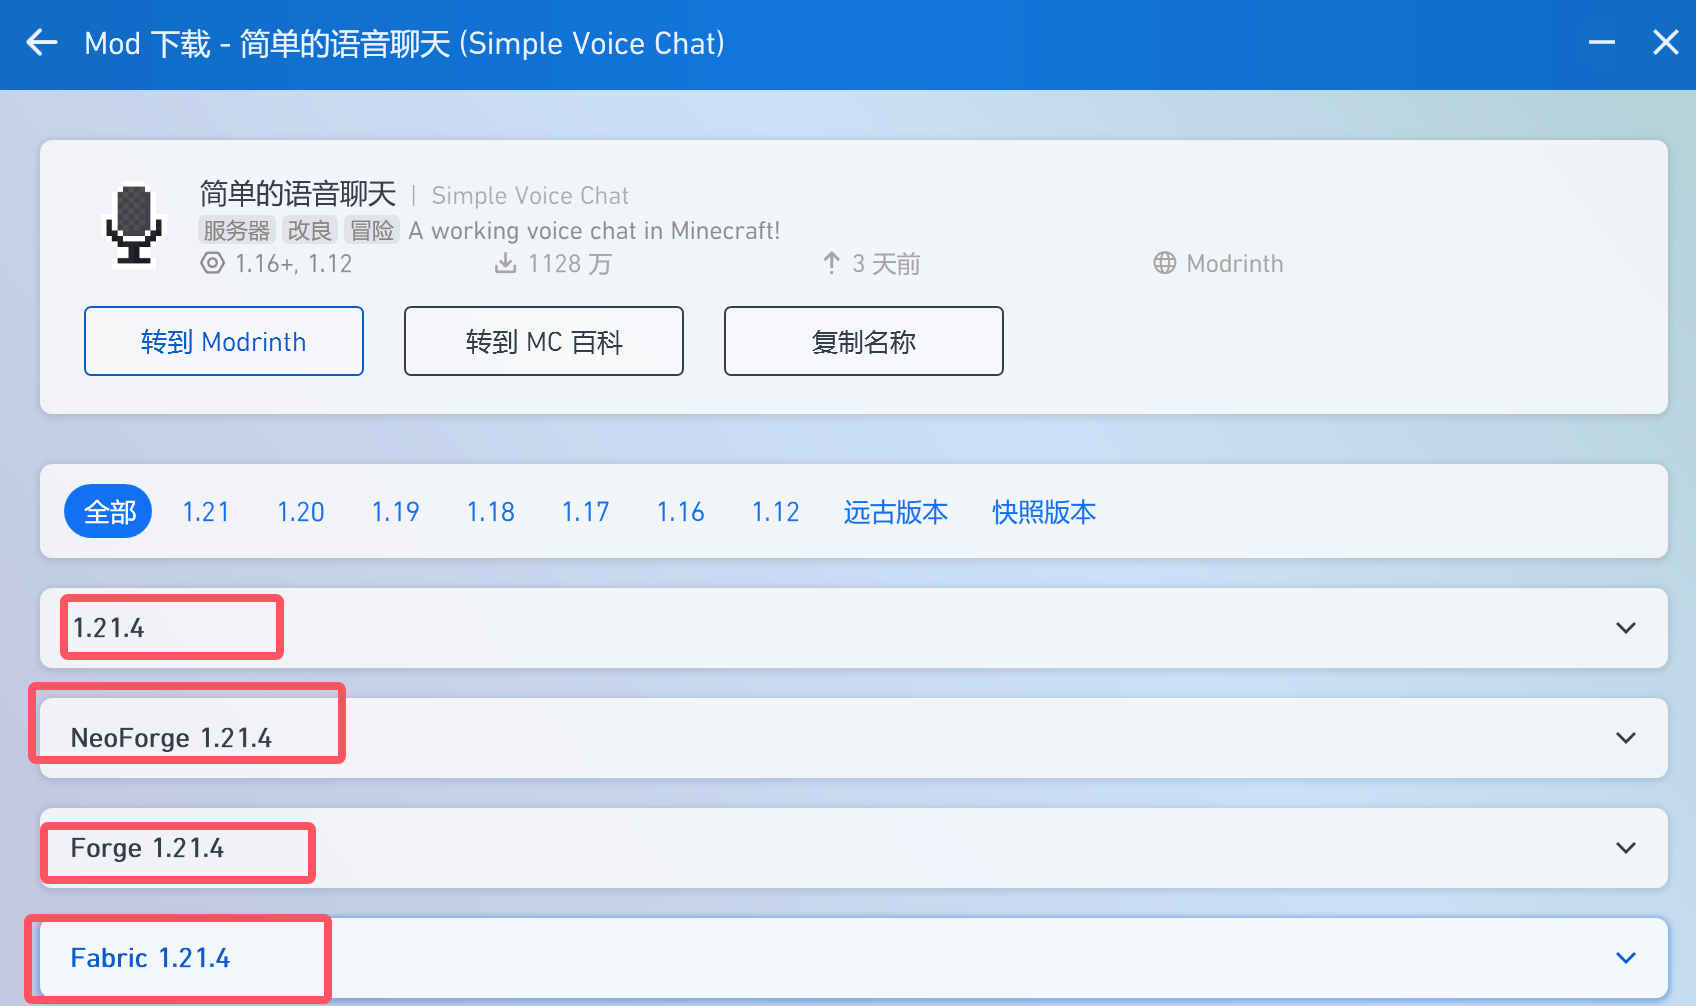 Mod 下载 - 简单的语音聊天 (Simple Voice Chat)
简单的语音聊天 | Simple Voice Chat
服务器 改良 冒险 A working voice chat in Minecraft!
1.16+, 1.12 1128 万 3 天前 Modrinth
转到 Modrinth 转到 MC 百科 复制名称
全部 1.21 1.20 1.19 1.18 1.17 1.16 1.12 远古版本 快照版本
1.21.4
NeoForge 1.21.4
Forge 1.21.4
Fabric 1.21.4